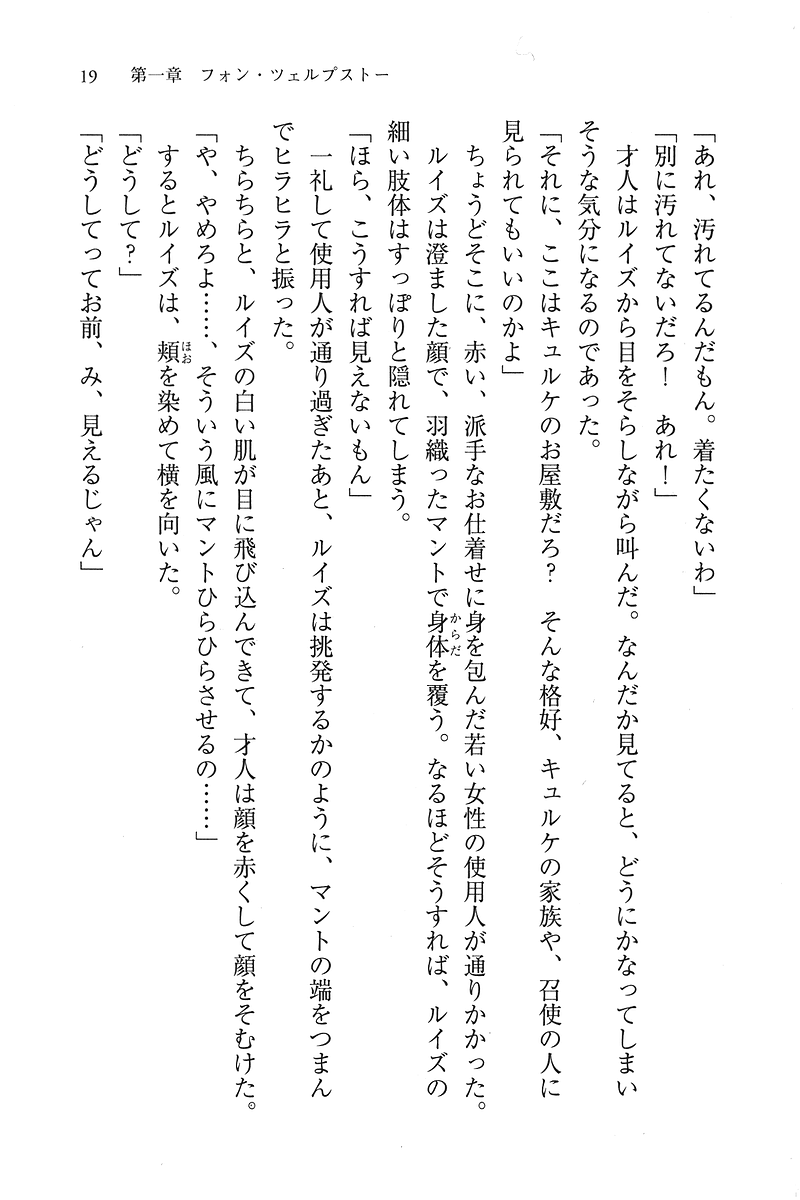 19　第一章　フォン・ツェルプストー
「あれ、汚れてるんだもん。着たくないわ」
「別に汚れてないだろ！　あれ！」
　才人はルイズから目をそらしながら叫んだ。なんだか見てると、どうにかなってしまい
そうな気分になるのであった。
「それに、ここはキュルケのお屋敷だろ？　そんな格好、キュルケの家族や、召使の人に
見られてもいいのかよ」
　ちょうどそこに、赤い、派手なお仕着せに身を包んだ若い女性の使用人が通りかかった。
　ルイズは澄ました顔で、羽織ったマントで身体からだを覆う。なるほどそうすれば、ルイズの
細い肢体はすっぽりと隠れてしまう。
「ほら、こうすれば見えないもん」
　一礼して使用人が通り過ぎたあと、ルイズは挑発するかのように、マントの端をつまん
でヒラヒラと振った。
　ちらちらと、ルイズの白い肌が目に飛び込んできて、才人は顔を赤くして顔をそむけた。
「や、やめろよ……、そういう風にマントひらひらさせるの……」
　するとルイズは、頬ほおを染めて横を向いた。
「どうして？」
「どうしてってお前、み、見えるじゃん」